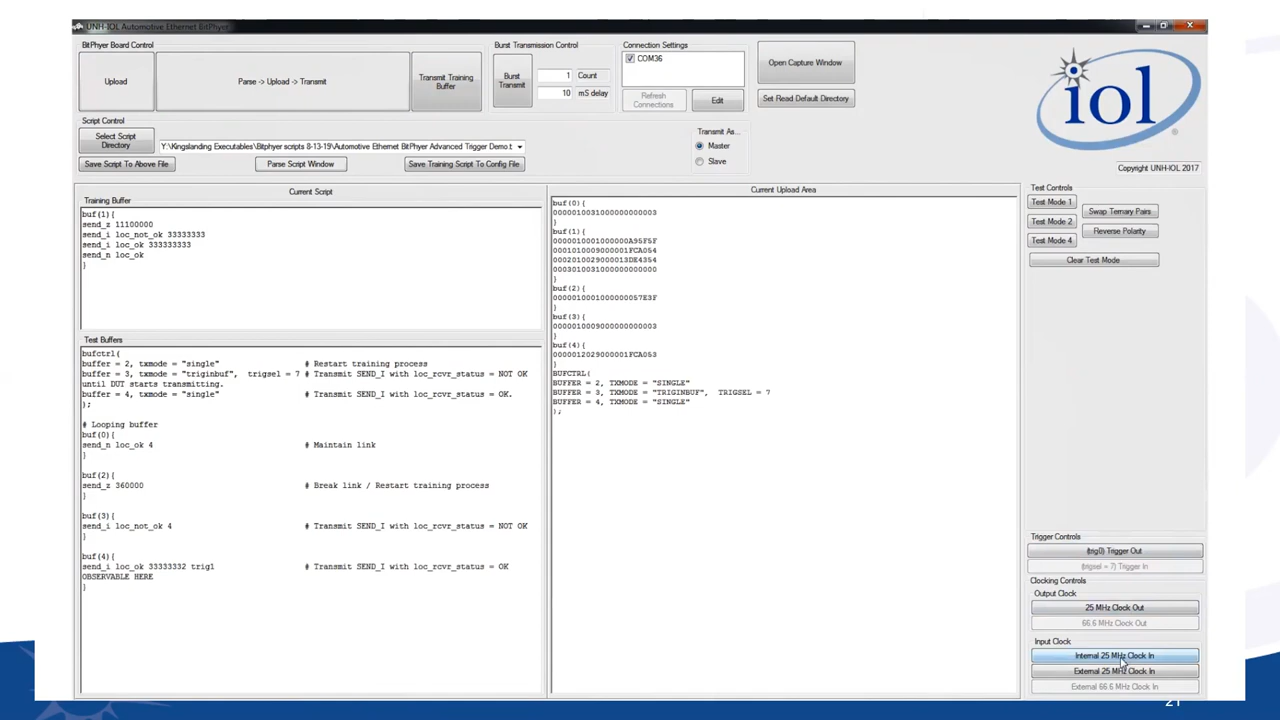 UNH-IOL Automotive Ethernet BitPhyer
BitPhyer Board Control
Upload
Parse -> Upload -> Transmit
Transmit Training
Buffer
Burst Transmission Control
Burst
Transmit
1 Count
10 mS delay
Connection Settings
COM36
Refresh
Connections
Edit
Open Capture Window
Set Read Default Directory
iol
®
Copyright UNH-IOL 2017
Script Control
Select Script
Directory
Y:\Kingslanding Executables\Bitphyer scripts 8-13-19\Automotive Ethernet BitPhyer Advanced Trigger Demo.t
Save Script To Above File
Parse Script Window
Save Training Script To Config File
Transmit As...
Master
Slave
Current Script
Training Buffer
buf(1){
send_z 11100000
send_i loc_not_ok 33333333
send_i loc_ok 333333333
send_n loc_ok
}
Test Buffers
bufctrl(
buffer = 2, txmode = "single" # Restart training process
buffer = 3, txmode = "triginbuf", trigsel = 7 # Transmit SEND_I with loc_rcvr_status = NOT OK
until DUT starts transmitting.
buffer = 4, txmode = "single" # Transmit SEND_I with loc_rcvr_status = OK.
);
# Looping buffer
buf(0){
send_n loc_ok 4 # Maintain link
}
buf(2){
send_z 360000 # Break link / Restart training process
}
buf(3){
send_i loc_not_ok 4 # Transmit SEND_I with loc_rcvr_status = NOT OK
}
buf(4){
send_i loc_ok 33333332 trig1 # Transmit SEND_I with loc_rcvr_status = OK
OBSERVABLE HERE
}
Current Upload Area
buf(0){
0000010031000000000003
}
buf(1){
0000010001000000A95F5F
0001010009000001FCA054
0002010029000013DE4354
0003010031000000000000
}
buf(2){
0000010001000000057E3F
}
buf(3){
0000010009000000000003
}
buf(4){
0000012029000001FCA053
}
BUFCTRL(
BUFFER = 2, TXMODE = "SINGLE"
BUFFER = 3, TXMODE = "TRIGINBUF", TRIGSEL = 7
BUFFER = 4, TXMODE = "SINGLE"
);
Test Controls
Test Mode 1
Test Mode 2
Test Mode 4
Swap Ternary Pairs
Reverse Polarity
Clear Test Mode
Trigger Controls
(trig0) Trigger Out
(trigsel = 7) Trigger In
Clocking Controls
Output Clock
25 MHz Clock Out
66.6 MHz Clock Out
Input Clock
Internal 25 MHz Clock In
External 25 MHz Clock In
External 66.6 MHz Clock In
21